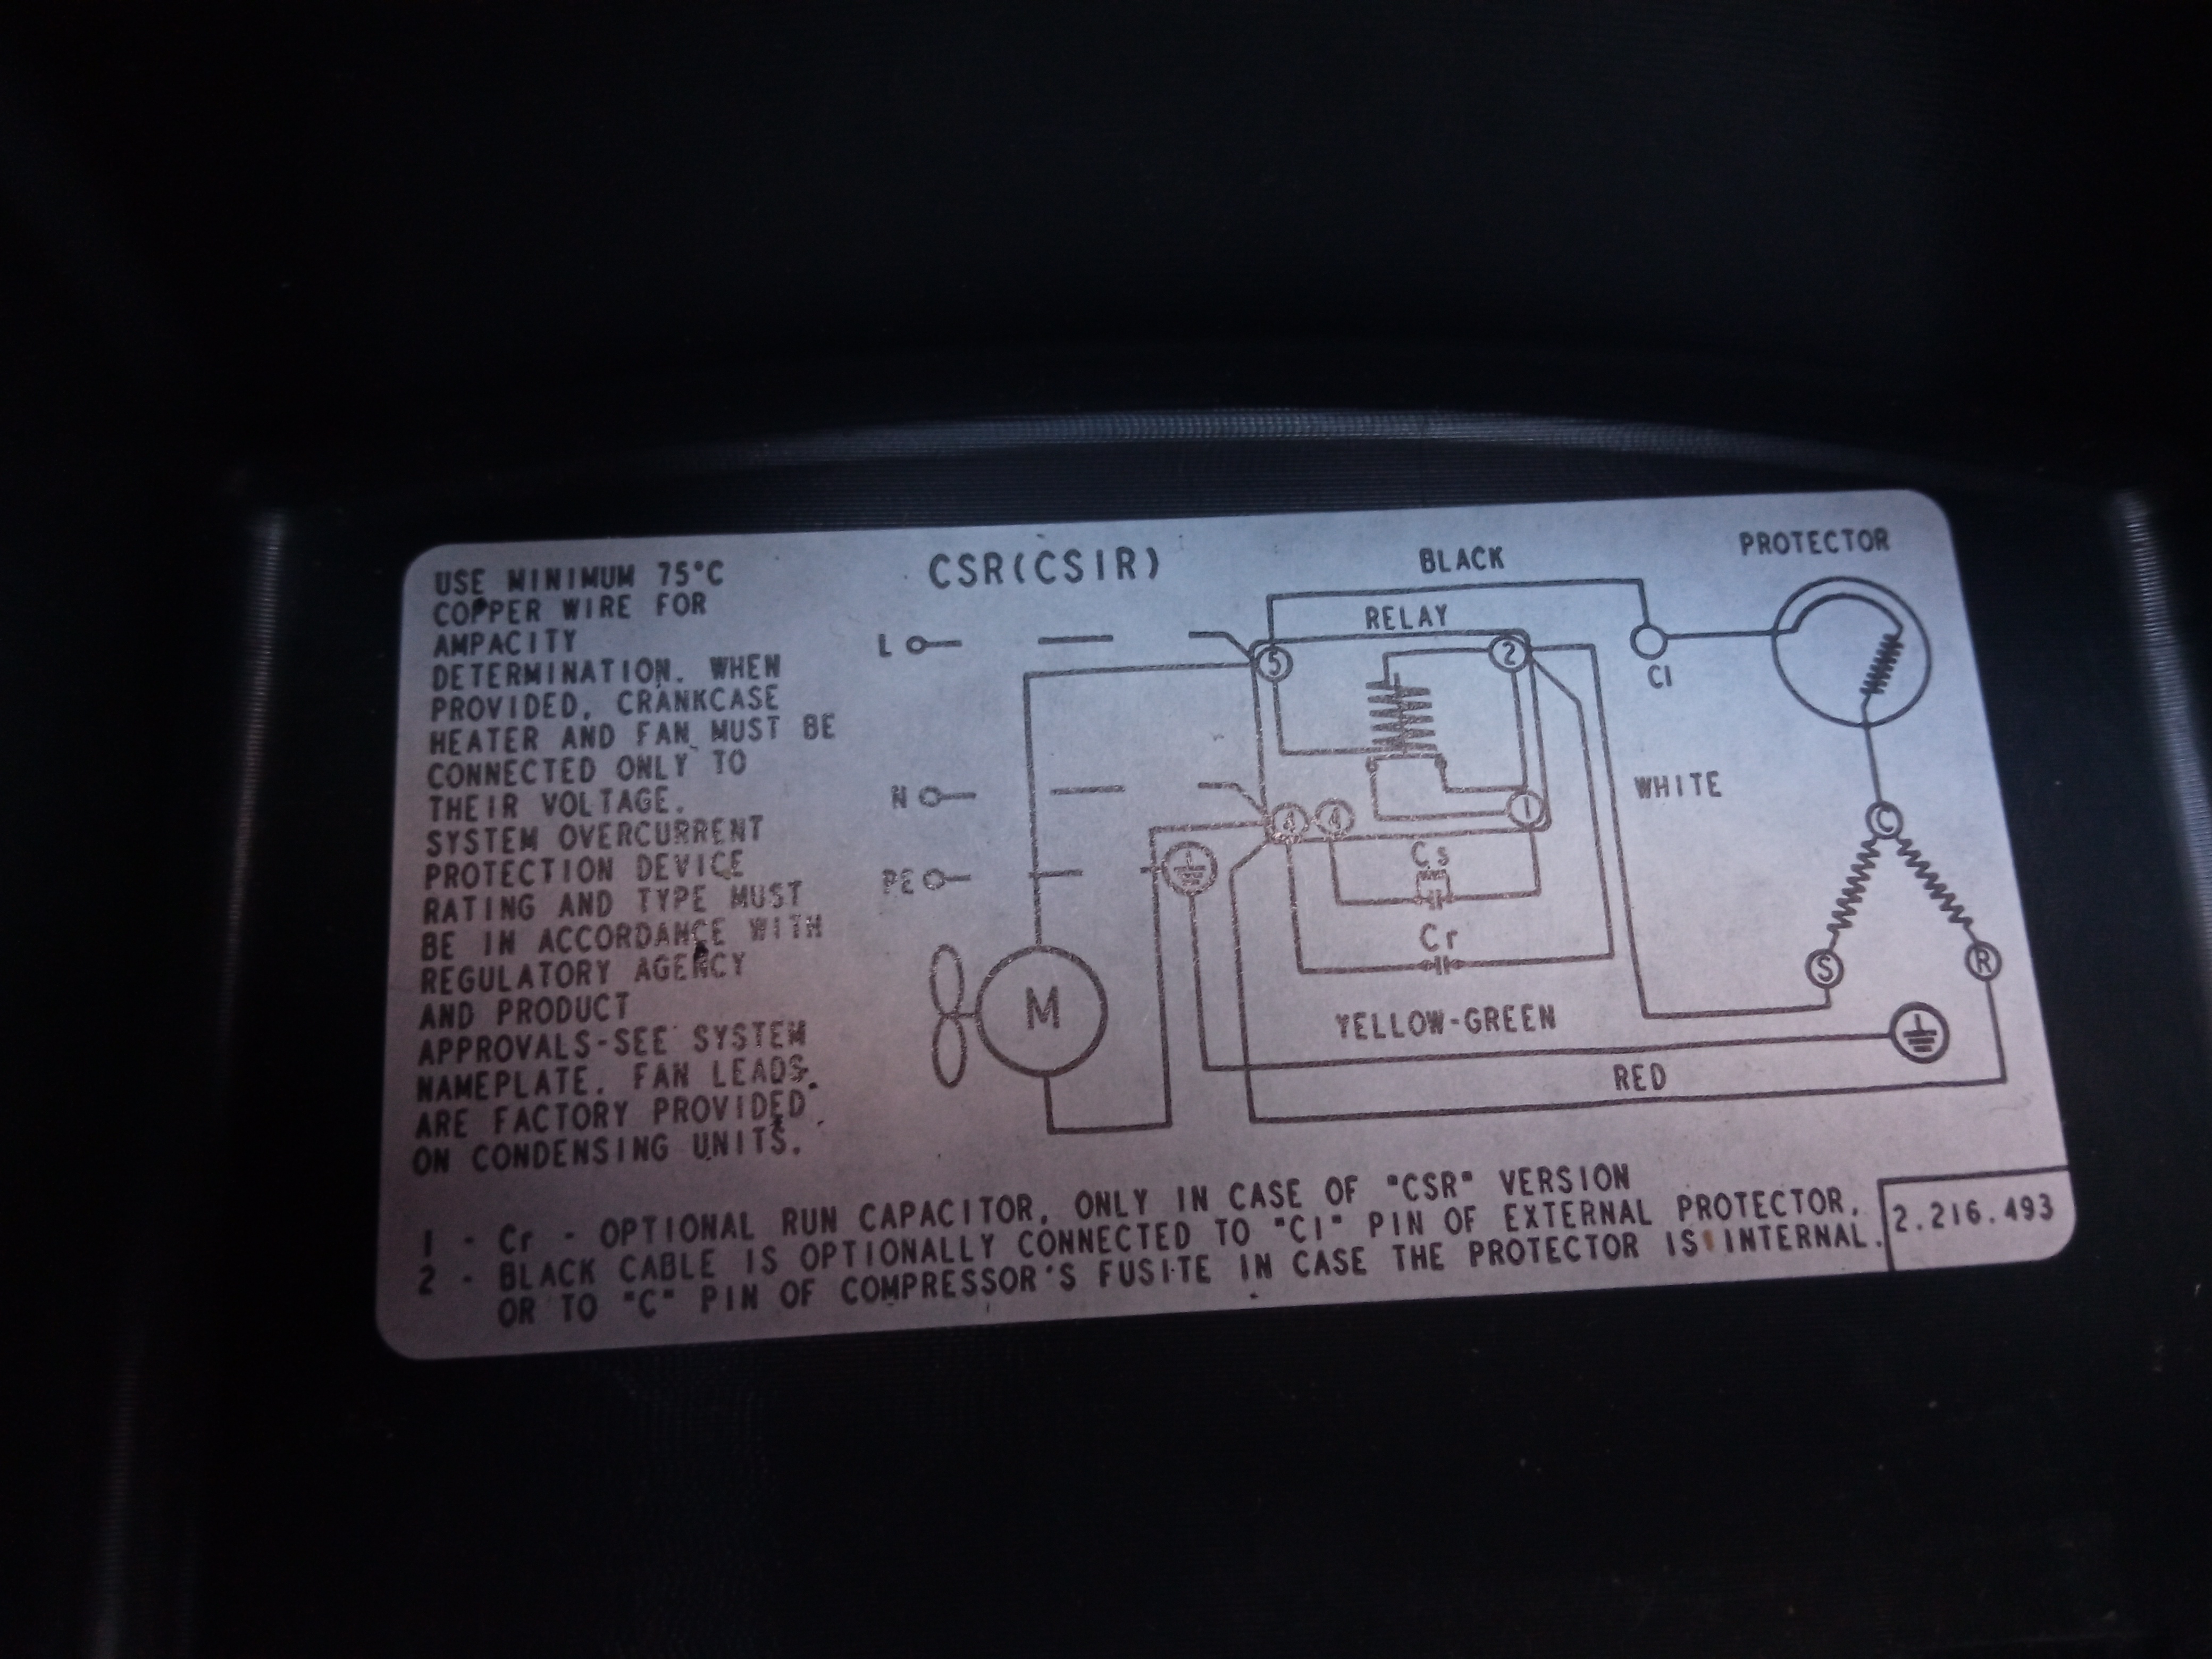 USE MINIMUM 75°C
COPPER WIRE FOR
AMPACITY
DETERMINATION. WHEN
PROVIDED, CRANKCASE
HEATER AND FAN MUST BE
CONNECTED ONLY TO
THEIR VOLTAGE.
SYSTEM OVERCURRENT
PROTECTION DEVICE
RATING AND TYPE MUST
BE IN ACCORDANCE WITH
REGULATORY AGENCY
AND PRODUCT
APPROVALS-SEE SYSTEM
NAMEPLATE. FAN LEADS
ARE FACTORY PROVIDED
ON CONDENSING UNITS.
CSR(CSIR)
BLACK
PROTECTOR
RELAY
L
5
2
C1
WHITE
N
4
4
1
C
Cs
PE
Cr
S
R
M
YELLOW-GREEN
RED
1 - Cr - OPTIONAL RUN CAPACITOR, ONLY IN CASE OF "CSR" VERSION
2 - BLACK CABLE IS OPTIONALLY CONNECTED TO "C1" PIN OF EXTERNAL PROTECTOR,
OR TO "C" PIN OF COMPRESSOR'S FUSITE IN CASE THE PROTECTOR IS INTERNAL.
2.216.493